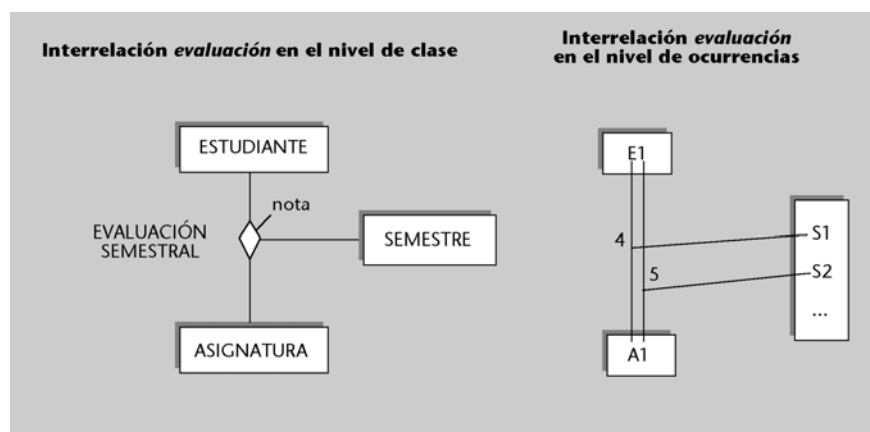 Interrelación evaluación en el nivel de clase
Interrelación evaluación
en el nivel de ocurrencias
ESTUDIANTE
nota
EVALUACIÓN
SEMESTRAL
SEMESTRE
ASIGNATURA
E1
4
S1
5
S2
...
A1